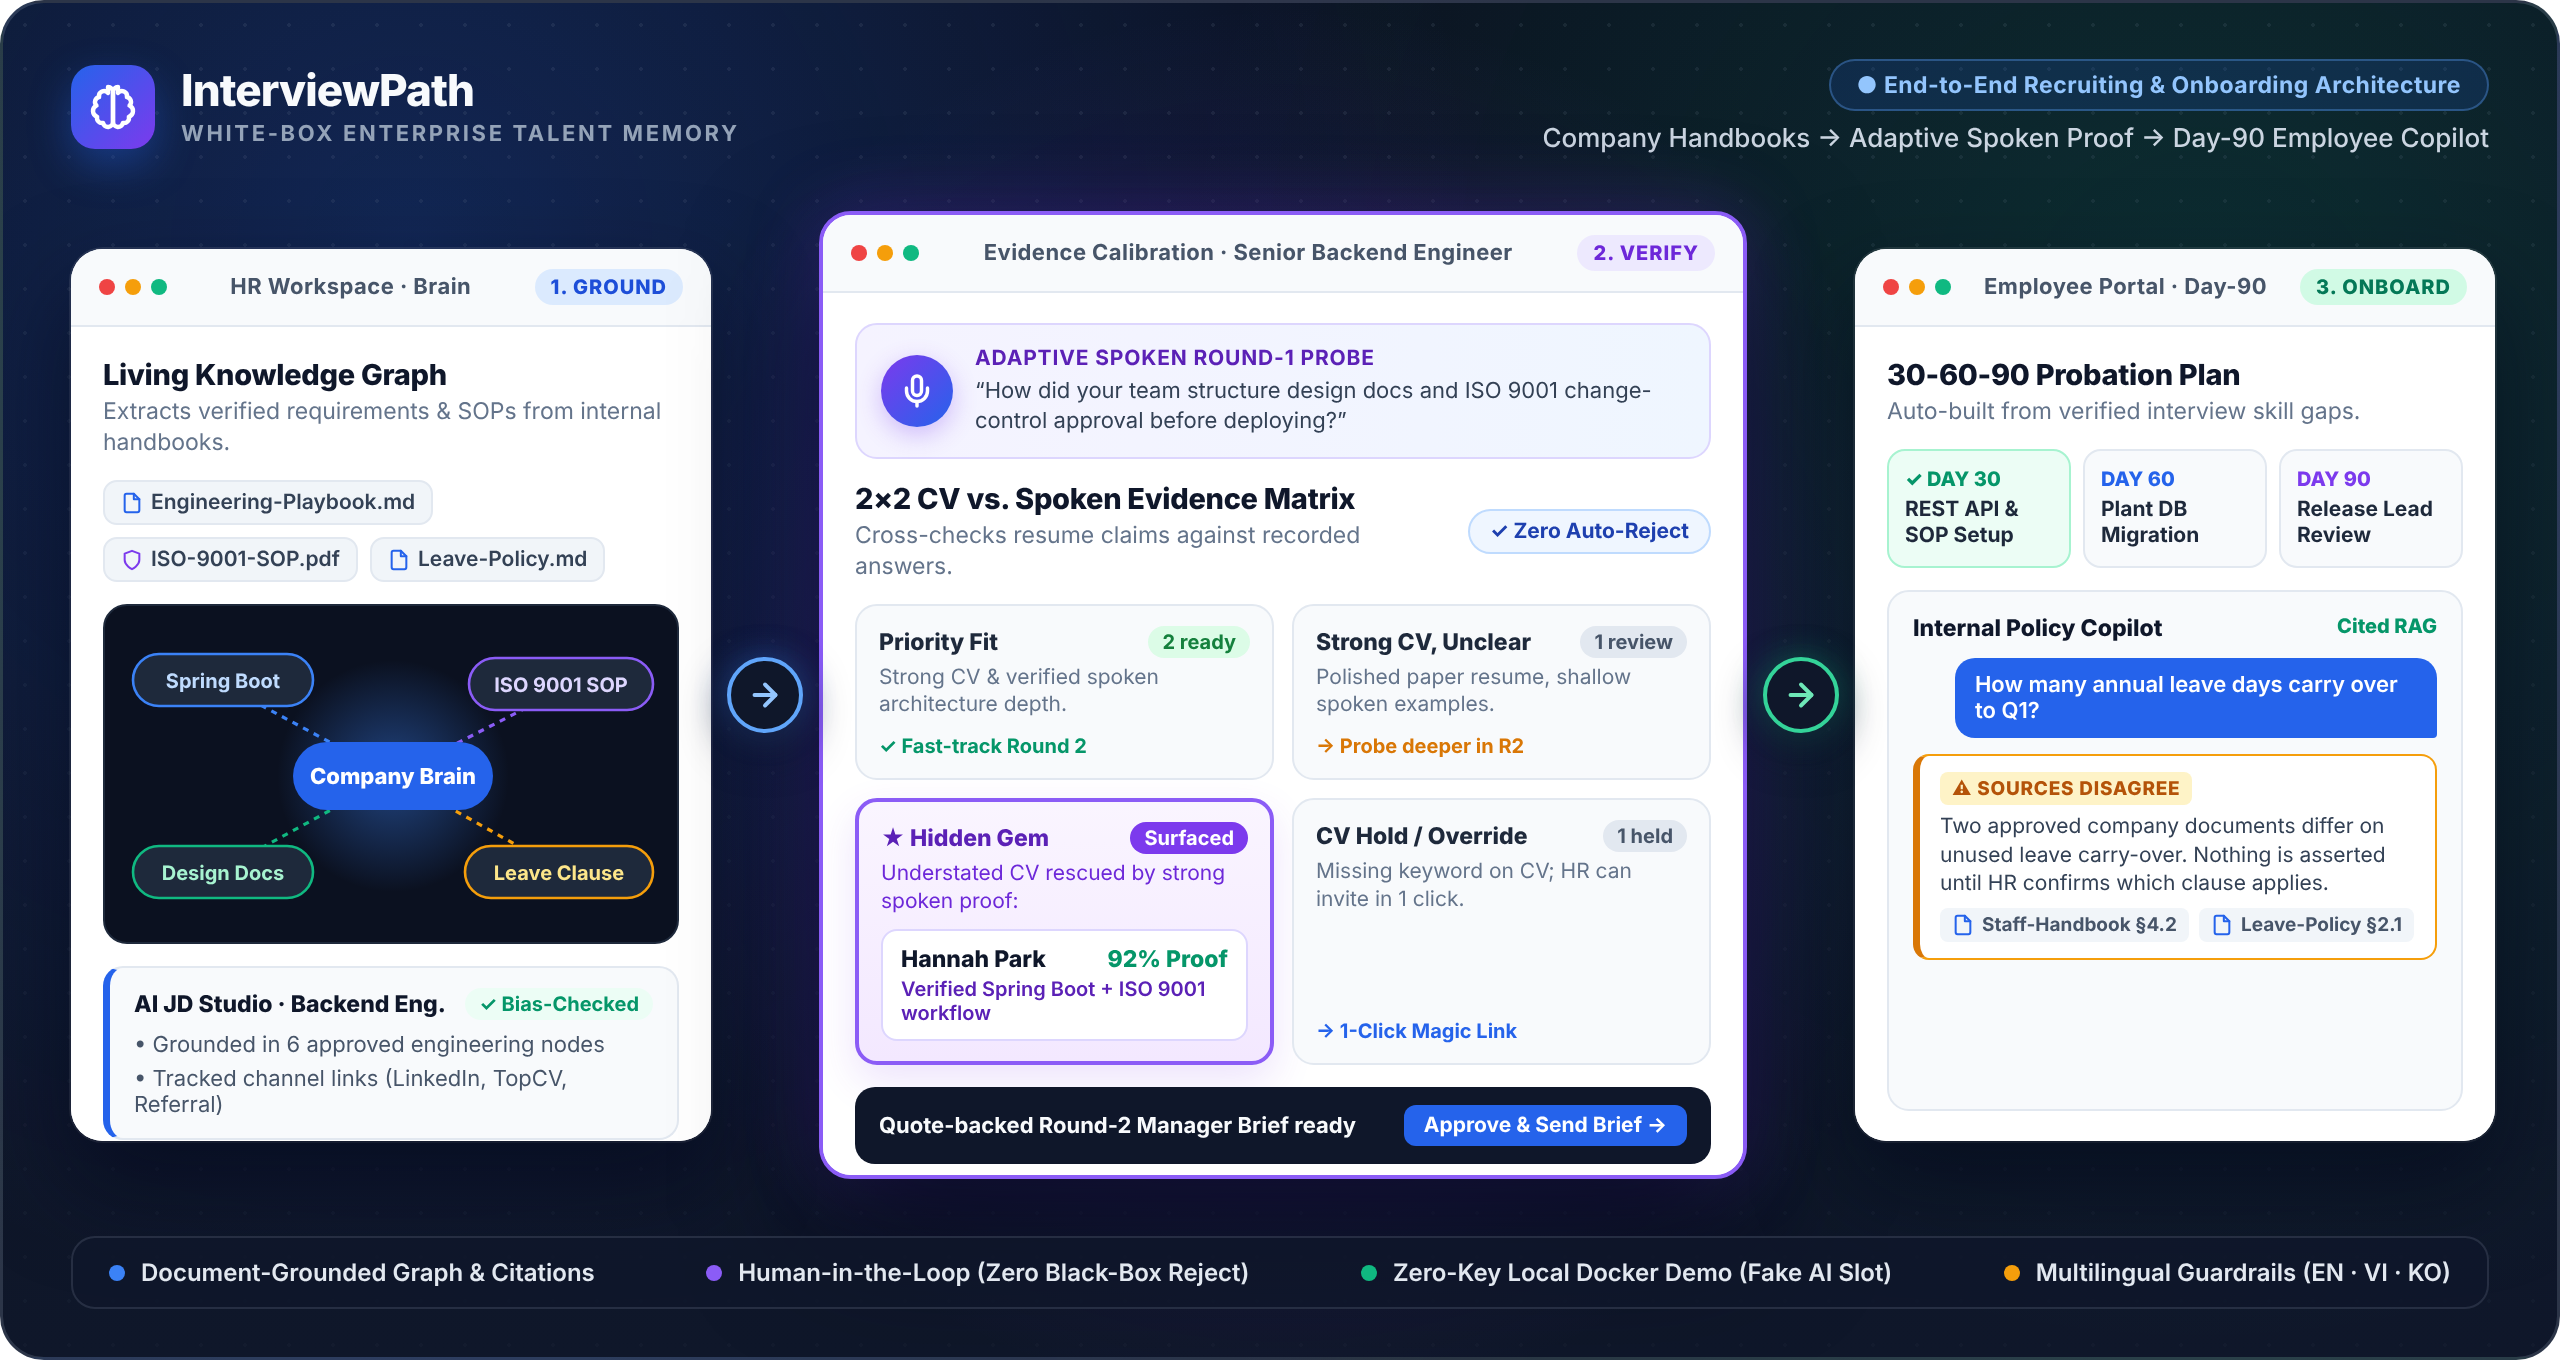 InterviewPath
WHITE-BOX ENTERPRISE TALENT MEMORY
End-to-End Recruiting & Onboarding Architecture
Company Handbooks → Adaptive Spoken Proof → Day-90 Employee Copilot
HR Workspace · Brain
1. GROUND
Living Knowledge Graph
Extracts verified requirements & SOPs from internal
handbooks.
Engineering-Playbook.md
ISO-9001-SOP.pdf
Leave-Policy.md
Spring Boot
ISO 9001 SOP
Company Brain
Design Docs
Leave Clause
AI JD Studio · Backend Eng.
✓ Bias-Checked
• Grounded in 6 approved engineering nodes
• Tracked channel links (LinkedIn, TopCV,
Referral)
Evidence Calibration · Senior Backend Engineer
2. VERIFY
ADAPTIVE SPOKEN ROUND-1 PROBE
“How did your team structure design docs and ISO 9001 change-
control approval before deploying?”
2×2 CV vs. Spoken Evidence Matrix
Cross-checks resume claims against recorded
answers.
✓ Zero Auto-Reject
Priority Fit
2 ready
Strong CV & verified spoken
architecture depth.
✓ Fast-track Round 2
Strong CV, Unclear
1 review
Polished paper resume, shallow
spoken examples.
→ Probe deeper in R2
★ Hidden Gem
Surfaced
Understated CV rescued by strong
spoken proof:
Hannah Park
92% Proof
Verified Spring Boot + ISO 9001
workflow
CV Hold / Override
1 held
Missing keyword on CV; HR can
invite in 1 click.
→ 1-Click Magic Link
Quote-backed Round-2 Manager Brief ready
Approve & Send Brief →
Employee Portal · Day-90
3. ONBOARD
30-60-90 Probation Plan
Auto-built from verified interview skill gaps.
✓ DAY 30
REST API &
SOP Setup
DAY 60
Plant DB
Migration
DAY 90
Release Lead
Review
Internal Policy Copilot
Cited RAG
How many annual leave days carry over
to Q1?
⚠ SOURCES DISAGREE
Two approved company documents differ on
unused leave carry-over. Nothing is asserted
until HR confirms which clause applies.
Staff-Handbook §4.2
Leave-Policy §2.1
Document-Grounded Graph & Citations
Human-in-the-Loop (Zero Black-Box Reject)
Zero-Key Local Docker Demo (Fake AI Slot)
Multilingual Guardrails (EN · VI · KO)